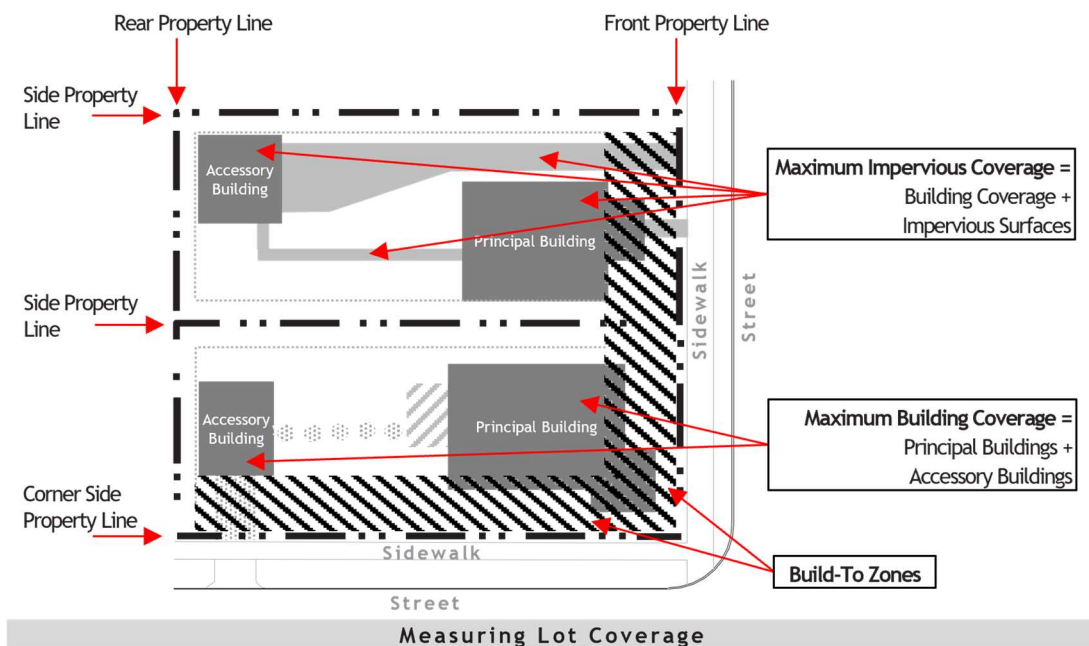 Rear Property Line
Front Property Line
Side Property
Line
Accessory
Building
Principal Building
Maximum Impervious Coverage =
Building Coverage +
Impervious Surfaces
Sidewalk
Street
Side Property
Line
Accessory
Building
Principal Building
Maximum Building Coverage =
Principal Buildings +
Accessory Buildings
Corner Side
Property Line
Sidewalk
Build-To Zones
Street
Measuring Lot Coverage